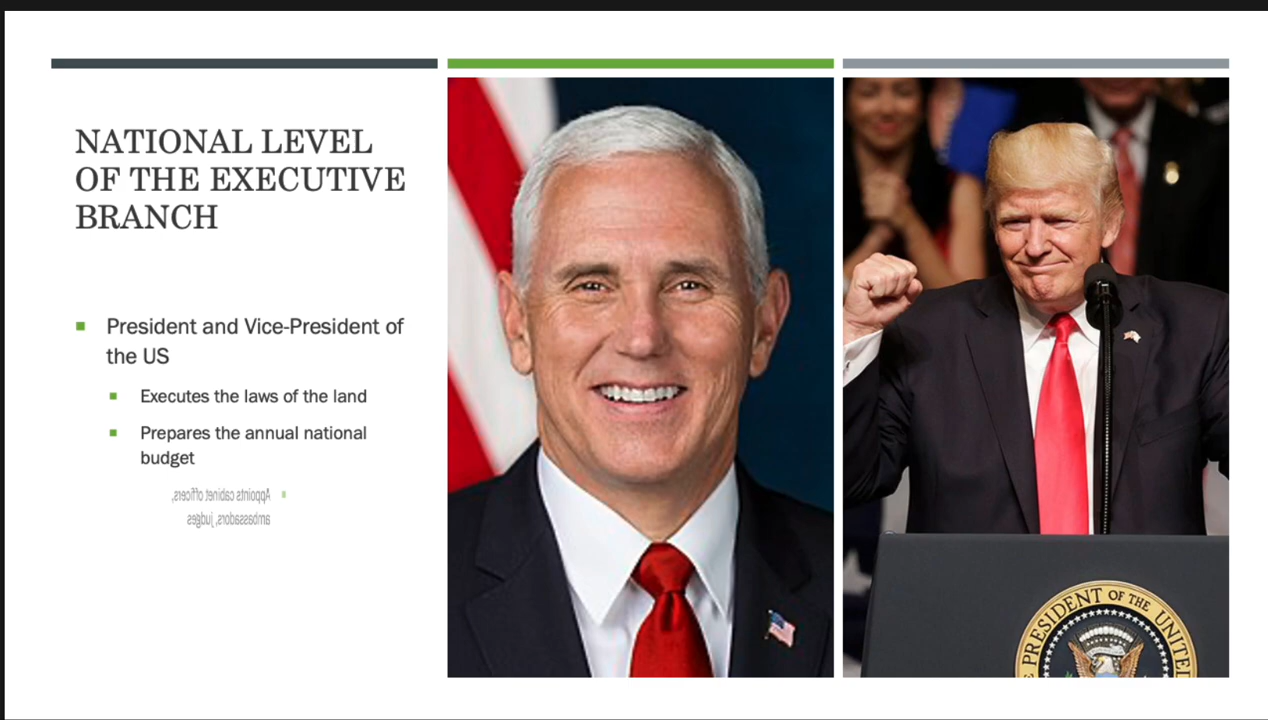 NATIONAL LEVEL
OF THE EXECUTIVE
BRANCH
President and Vice-President of
the US
Executes the laws of the land
Prepares the annual national
budget
Appoints cabinet officers,
ambassadors, judges
PRESIDENT OF THE UNITED